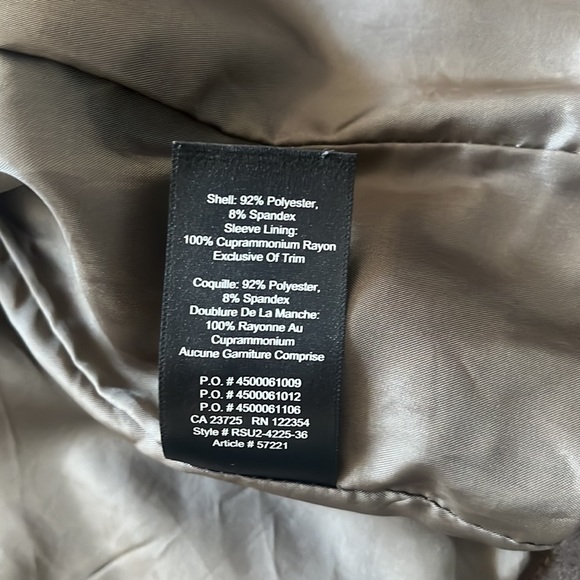 Shell: 92% Polyester,
8% Spandex
Sleeve Lining:
100% Cuprammonium Rayon
Exclusive Of Trim
Coquille: 92% Polyester,
8% Spandex
Doublure De La Manche:
100% Rayonne Au
Cuprammonium
Aucune Garniture Comprise
P.O. # 4500061009
P.O. # 4500061012
P.O. # 4500061106
CA 23725 RN 122354
Style # RSU2-4225-36
Article # 57221